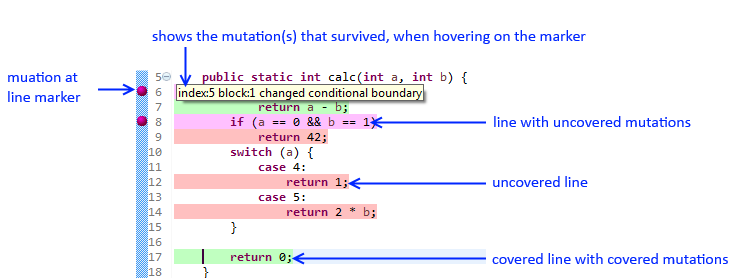 shows the mutation(s) that survived, when hovering on the marker
muation at
line marker
5 public static int calc(int a, int b) {
6 index:5 block:1 changed conditional boundary
7 return a - b;
8 if (a == 0 && b == 1)
line with uncovered mutations
9 return 42;
10 switch (a) {
11 case 4:
12 return 1;
uncovered line
13 case 5:
14 return 2 * b;
15 }
16
17 return 0;
covered line with covered mutations
18 }